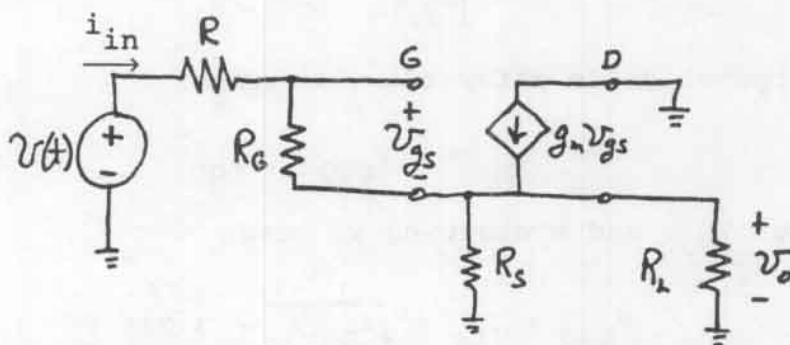 i_in
R
G
D
+
-
v(t)
R_G
+
v_gs
-
g_m v_gs
R_S
R_L
+
v_o
-